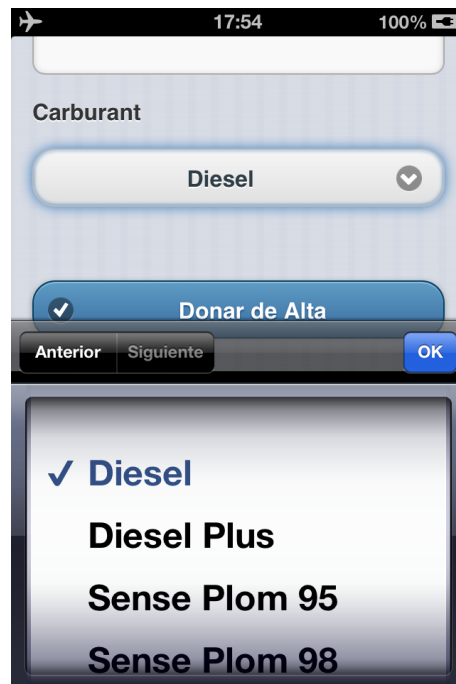 17:54 100%
Carburant
Diesel
Donar de Alta
Anterior Siguiente OK
✓ Diesel
Diesel Plus
Sense Plom 95
Sense Plom 98